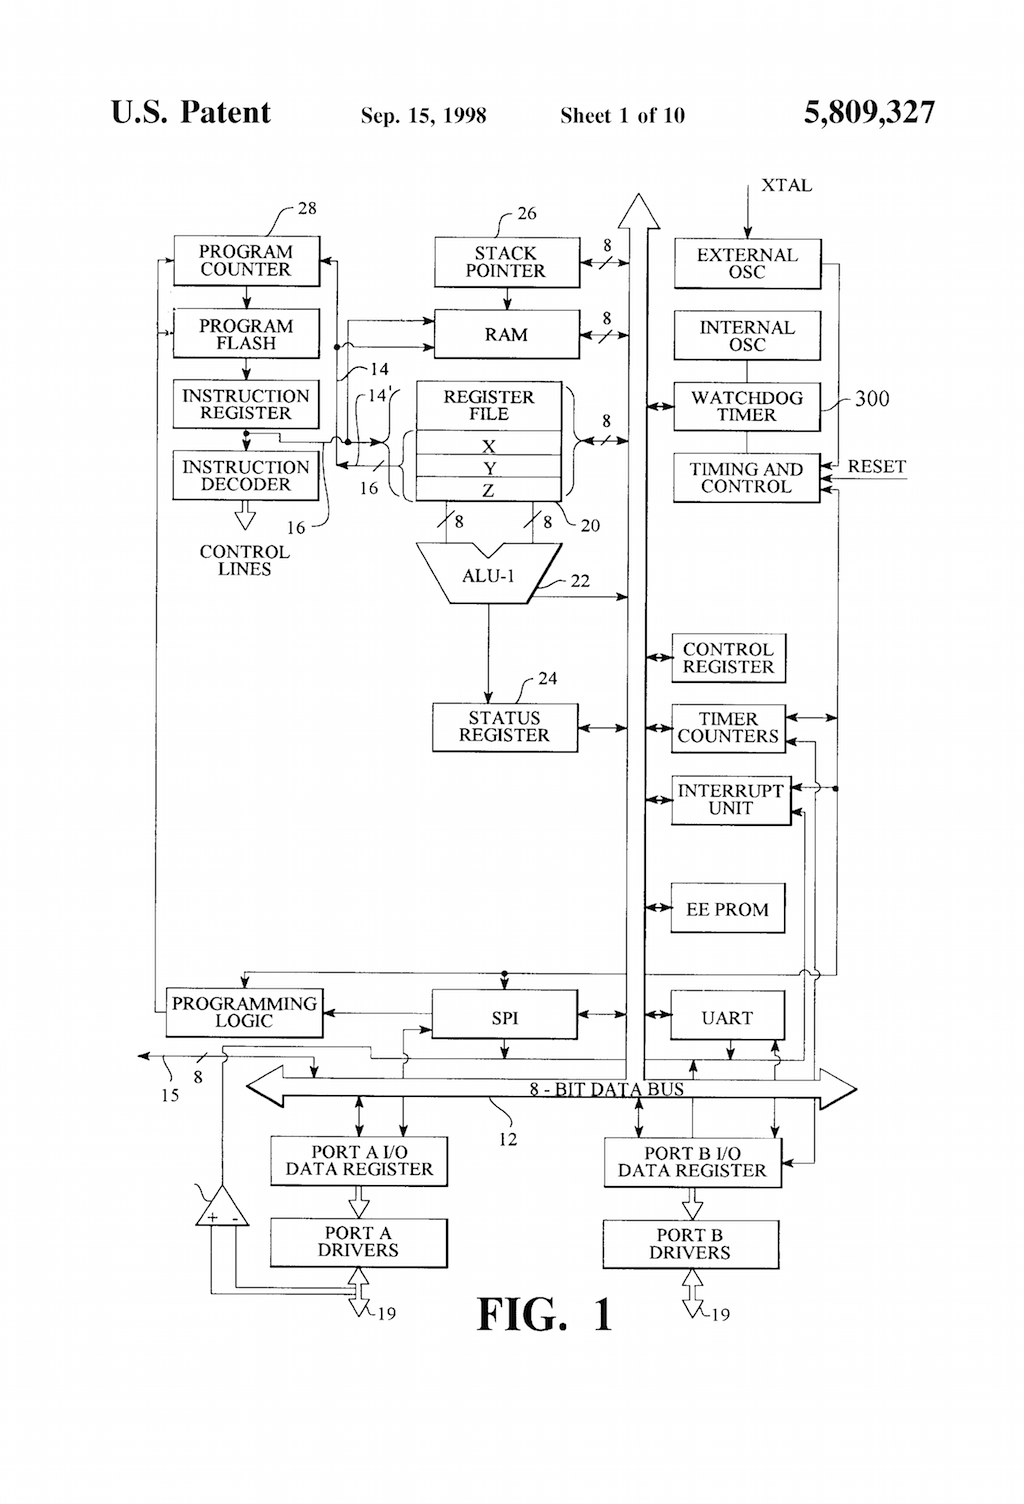 U.S. Patent Sep. 15, 1998 Sheet 1 of 10 5,809,327
XTAL
28
PROGRAM
COUNTER
26
STACK
POINTER
8
EXTERNAL
OSC
PROGRAM
FLASH
RAM
8
INTERNAL
OSC
14
14'
INSTRUCTION
REGISTER
REGISTER
FILE
X
Y
Z
8
WATCHDOG
TIMER
300
INSTRUCTION
DECODER
16
16
20
TIMING AND
CONTROL
RESET
CONTROL
LINES
8
8
ALU-1
22
CONTROL
REGISTER
24
STATUS
REGISTER
TIMER
COUNTERS
INTERRUPT
UNIT
EE PROM
PROGRAMMING
LOGIC
SPI
UART
15
8
8 - BIT DATA BUS
12
PORT A I/O
DATA REGISTER
PORT B I/O
DATA REGISTER
+ -
PORT A
DRIVERS
PORT B
DRIVERS
19
19
FIG. 1